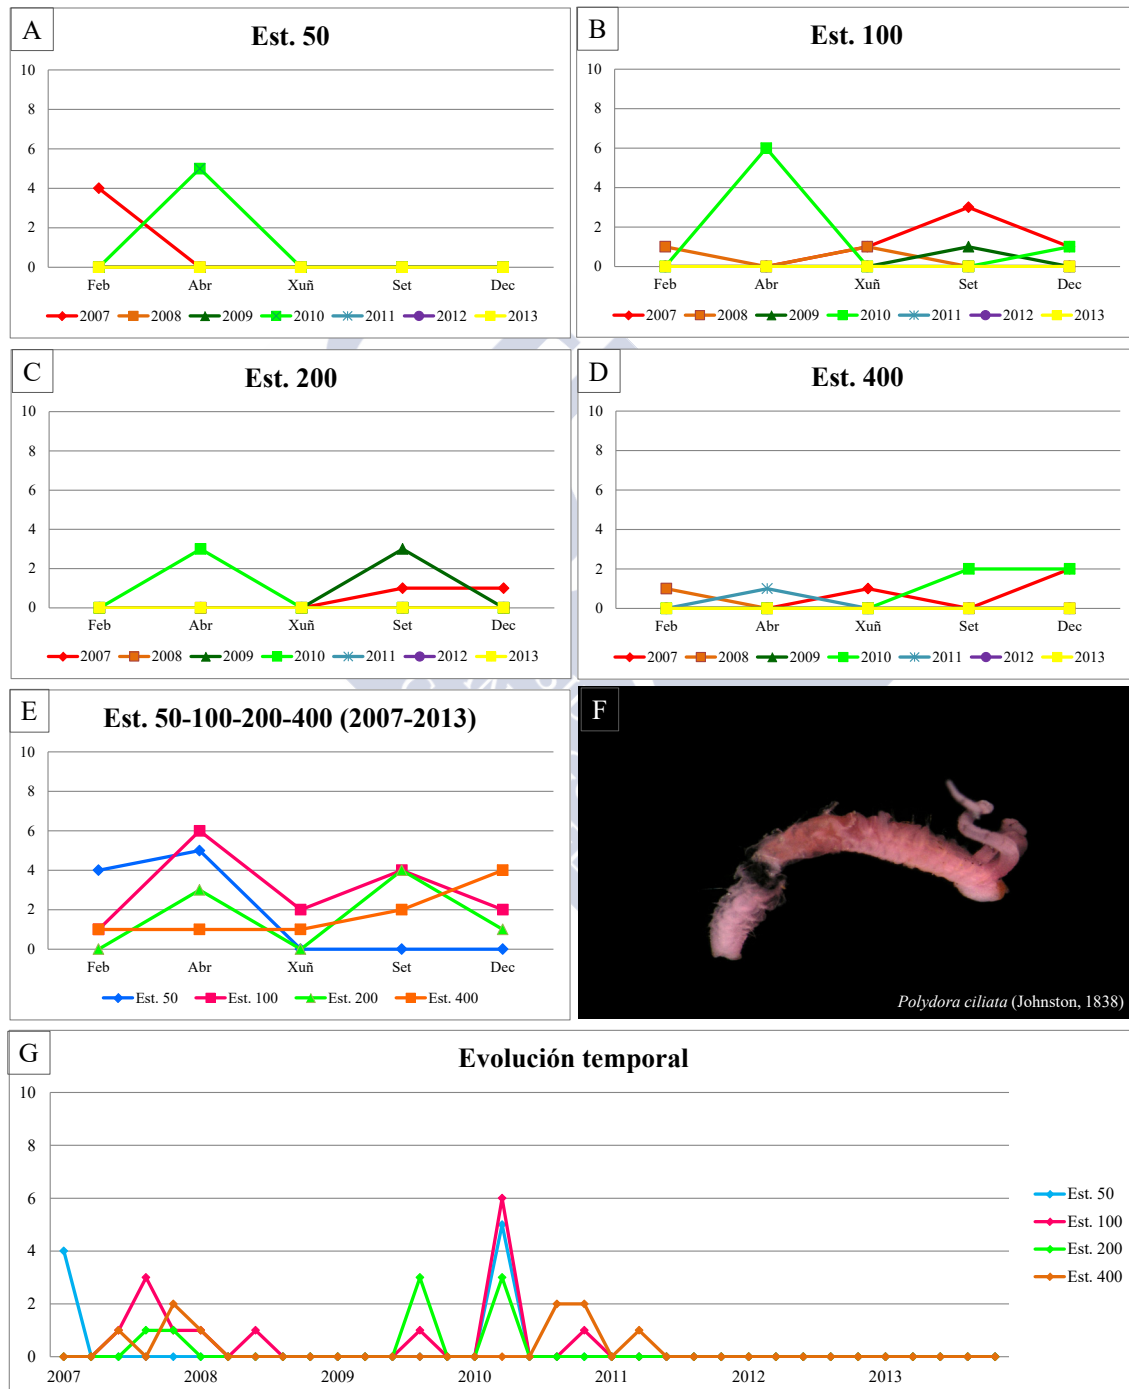 A
Est. 50
10
8
6
4
2
0
Feb Abr Xuñ Set Dec
2007 2008 2009 2010 2011 2012 2013
B
Est. 100
10
8
6
4
2
0
Feb Abr Xuñ Set Dec
2007 2008 2009 2010 2011 2012 2013
C
Est. 200
10
8
6
4
2
0
Feb Abr Xuñ Set Dec
2007 2008 2009 2010 2011 2012 2013
D
Est. 400
10
8
6
4
2
0
Feb Abr Xuñ Set Dec
2007 2008 2009 2010 2011 2012 2013
E
Est. 50-100-200-400 (2007-2013)
10
8
6
4
2
0
Feb Abr Xuñ Set Dec
Est. 50 Est. 100 Est. 200 Est. 400
F
Polydora ciliata (Johnston, 1838)
G
Evolución temporal
10
8
6
4
2
0
2007 2008 2009 2010 2011 2012 2013
Est. 50
Est. 100
Est. 200
Est. 400